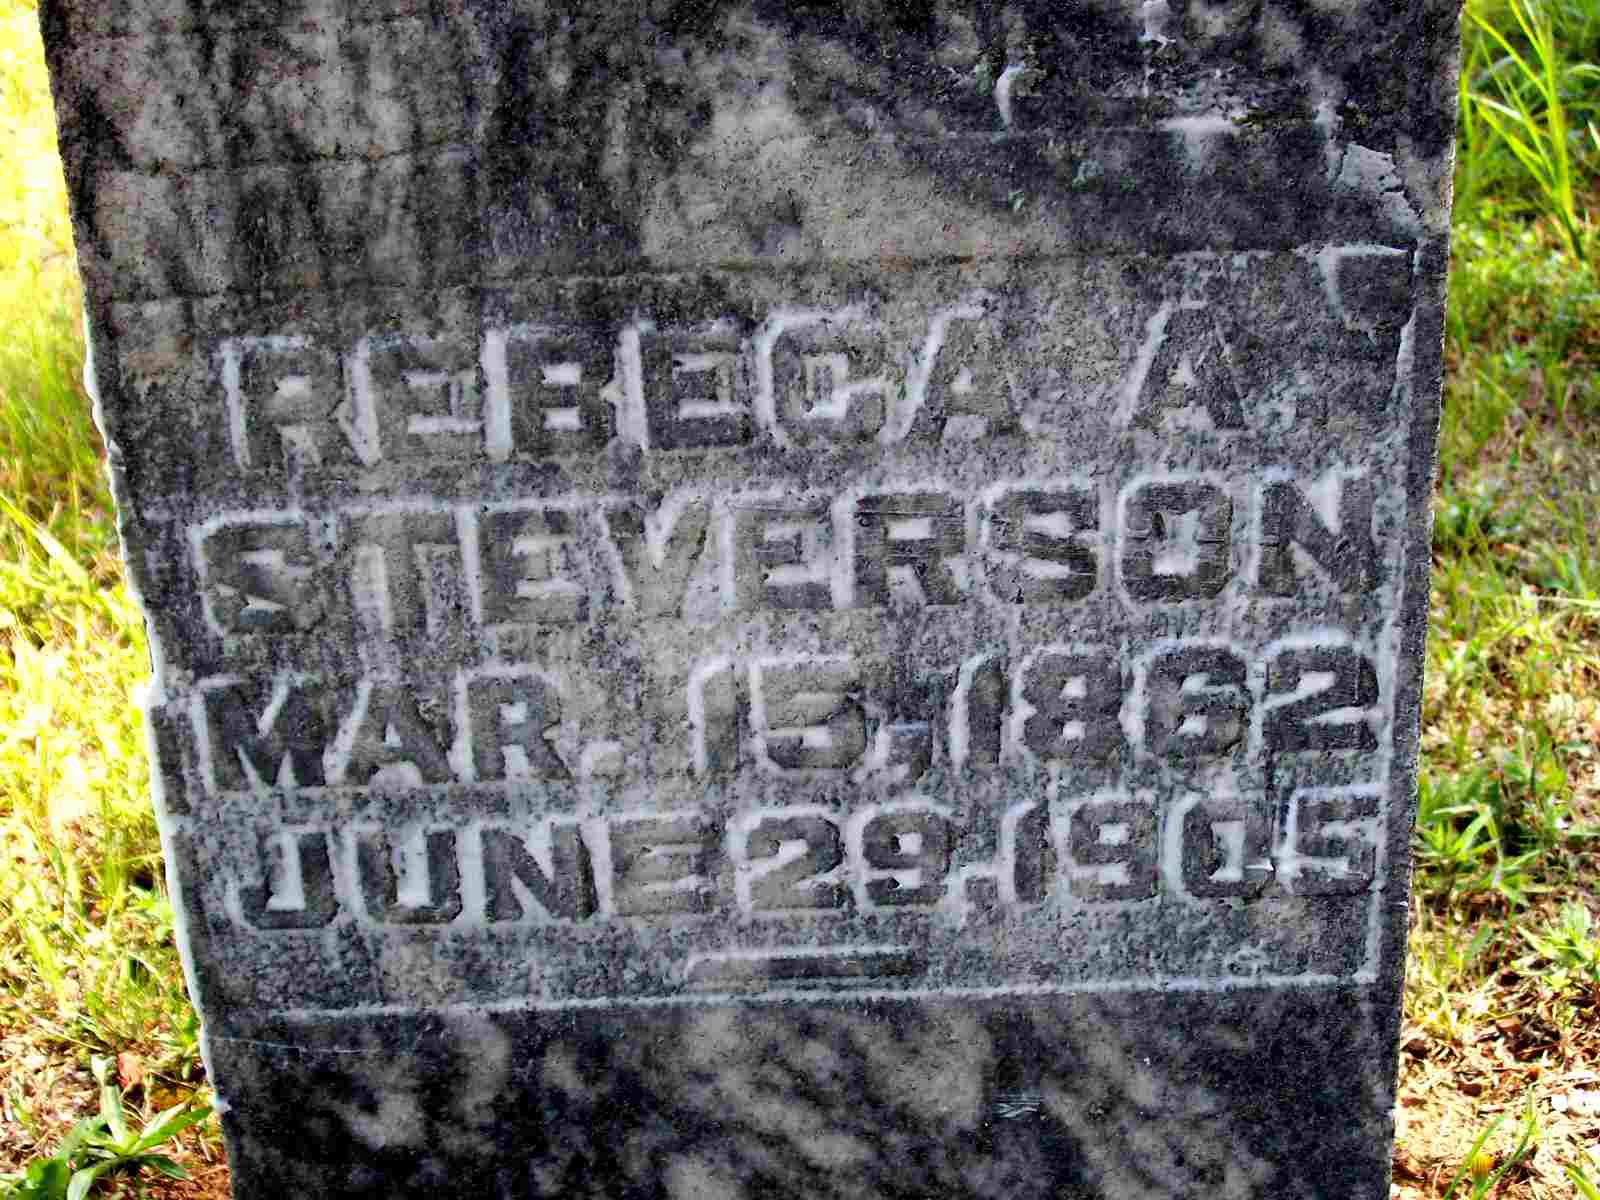 REBECA A.
STEVERSON
MAR. 15, 1862
JUNE 29, 1905